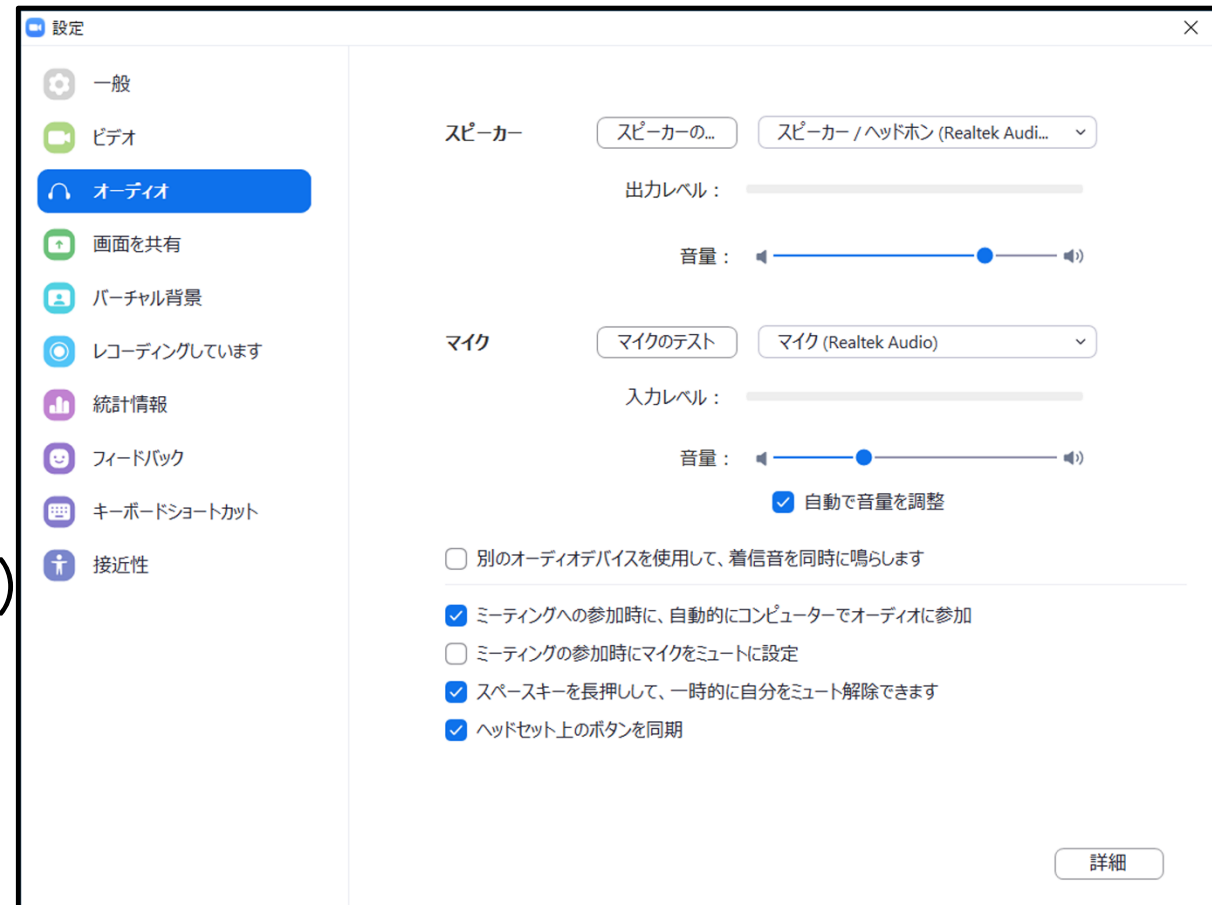 設定
一般
ビデオ
オーディオ
画面を共有
バーチャル背景
レコーディングしています
統計情報
フィードバック
キーボードショートカット
接近性
)
スピーカー スピーカーの... スピーカー / ヘッドホン (Realtek Audi...
出力レベル：
音量：
マイク マイクのテスト マイク (Realtek Audio)
入力レベル：
音量：
自動で音量を調整
別のオーディオデバイスを使用して、着信音を同時に鳴らします
ミーティングへの参加時に、自動的にコンピューターでオーディオに参加
ミーティングの参加時にマイクをミュートに設定
スペースキーを長押しして、一時的に自分をミュート解除できます
ヘッドセット上のボタンを同期
詳細